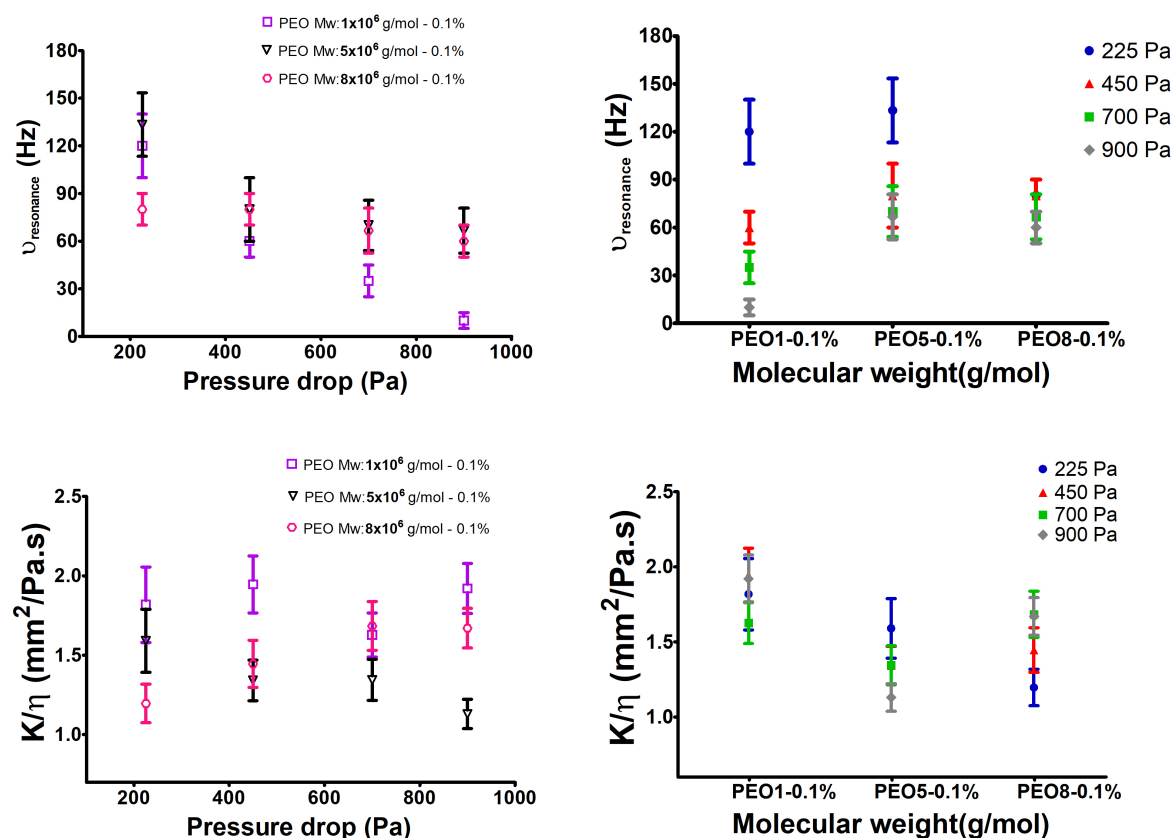 PEO Mw:1x10⁶ g/mol - 0.1%
PEO Mw:5x10⁶ g/mol - 0.1%
PEO Mw:8x10⁶ g/mol - 0.1%
180
150
120
90
60
30
0
υresonance (Hz)
200 400 600 800 1000
Pressure drop (Pa)
225 Pa
450 Pa
700 Pa
900 Pa
180
150
120
90
60
30
0
υresonance (Hz)
PEO1-0.1% PEO5-0.1% PEO8-0.1%
Molecular weight(g/mol)
PEO Mw:1x10⁶ g/mol - 0.1%
PEO Mw:5x10⁶ g/mol - 0.1%
PEO Mw:8x10⁶ g/mol - 0.1%
2.5
2.0
1.5
1.0
K/η (mm²/Pa.s)
200 400 600 800 1000
Pressure drop (Pa)
225 Pa
450 Pa
700 Pa
900 Pa
2.5
2.0
1.5
1.0
K/η (mm²/Pa.s)
PEO1-0.1% PEO5-0.1% PEO8-0.1%
Molecular weight(g/mol)